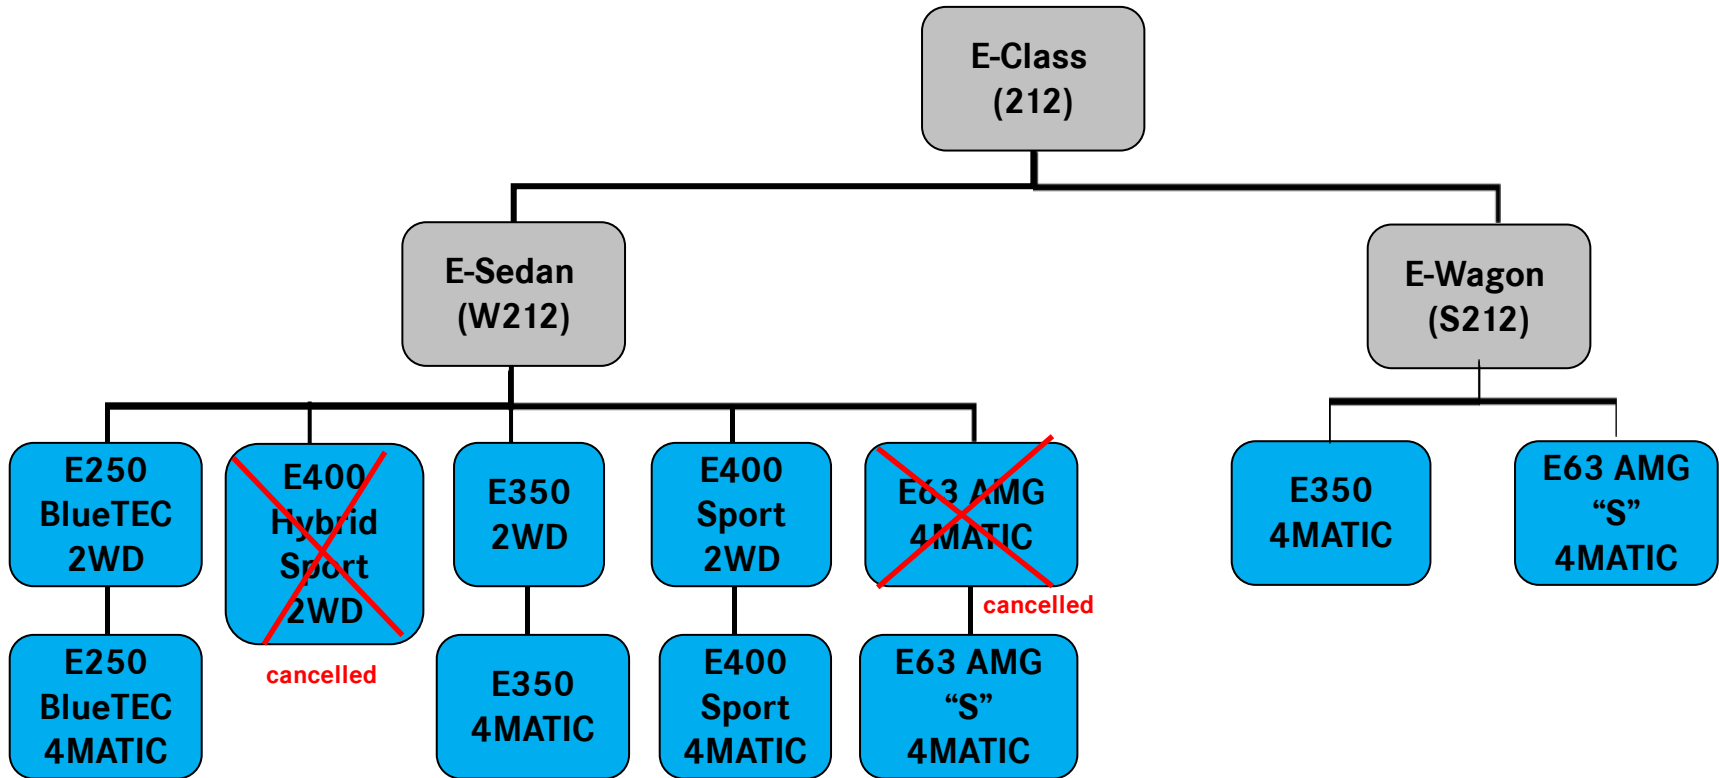 E-Class
(212)
E-Sedan
(W212)
E-Wagon
(S212)
E250
BlueTEC
2WD
E400
Hybrid
Sport
2WD
cancelled
E350
2WD
E400
Sport
2WD
E63 AMG
4MATIC
cancelled
E350
4MATIC
E63 AMG
“S”
4MATIC
E250
BlueTEC
4MATIC
E350
4MATIC
E400
Sport
4MATIC
E63 AMG
“S”
4MATIC